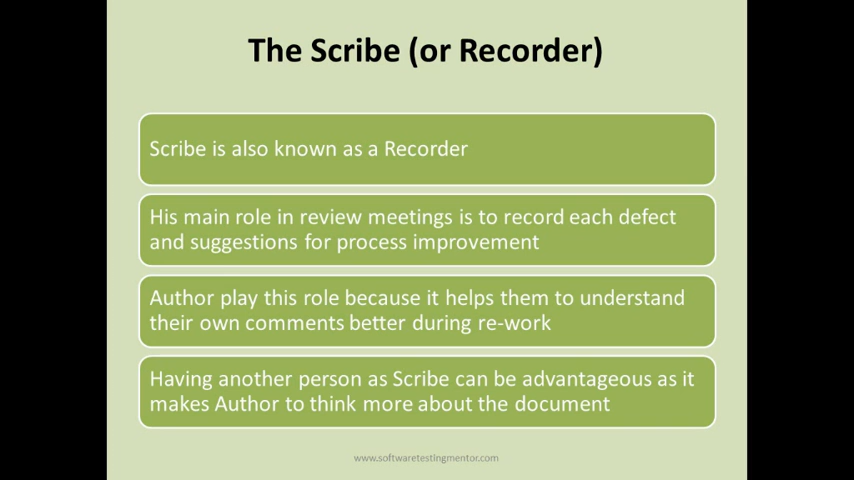 The Scribe (or Recorder)
Scribe is also known as a Recorder
His main role in review meetings is to record each defect
and suggestions for process improvement
Author play this role because it helps them to understand
their own comments better during re-work
Having another person as Scribe can be advantageous as it
makes Author to think more about the document
www.softwaretestingmentor.com